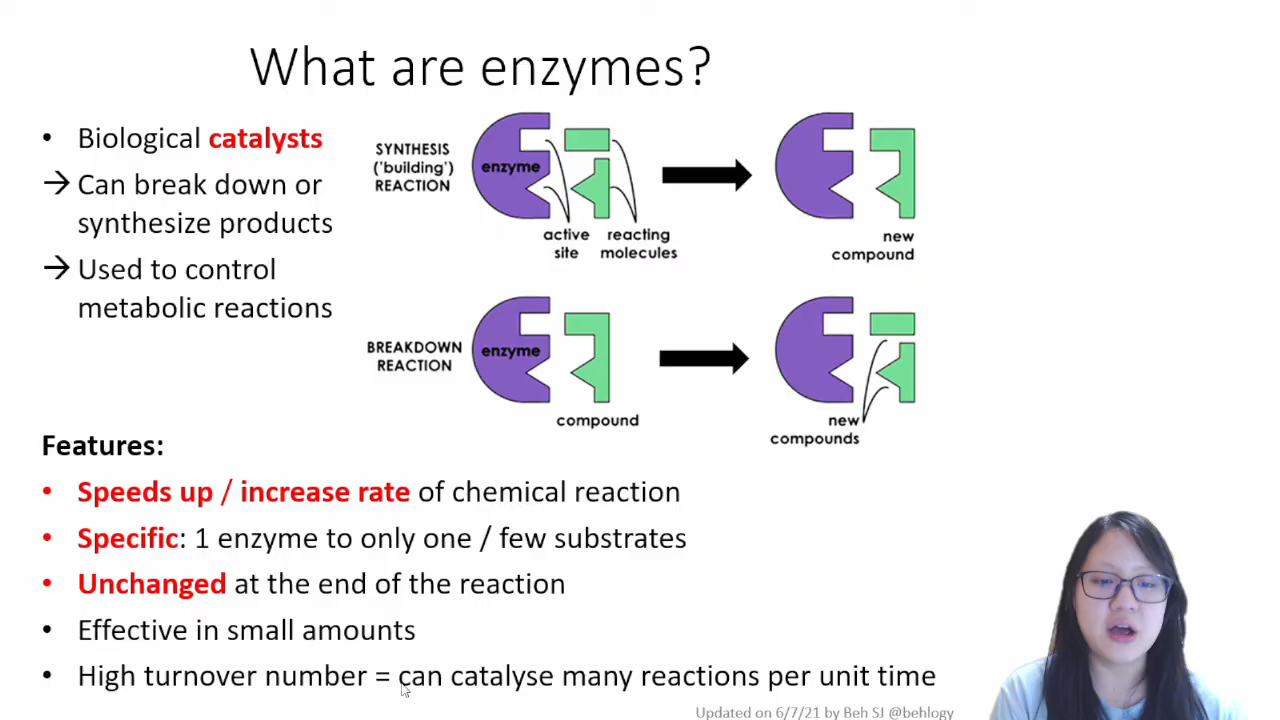 What are enzymes?
• Biological catalysts
→ Can break down or
synthesize products
→ Used to control
metabolic reactions
SYNTHESIS
('building')
REACTION
enzyme
active
site
reacting
molecules
new
compound
BREAKDOWN
REACTION
enzyme
compound
new
compounds
Features:
• Speeds up / increase rate of chemical reaction
• Specific: 1 enzyme to only one / few substrates
• Unchanged at the end of the reaction
• Effective in small amounts
• High turnover number = can catalyse many reactions per unit time
Updated on 6/7/21 by Beh SJ @behlogy